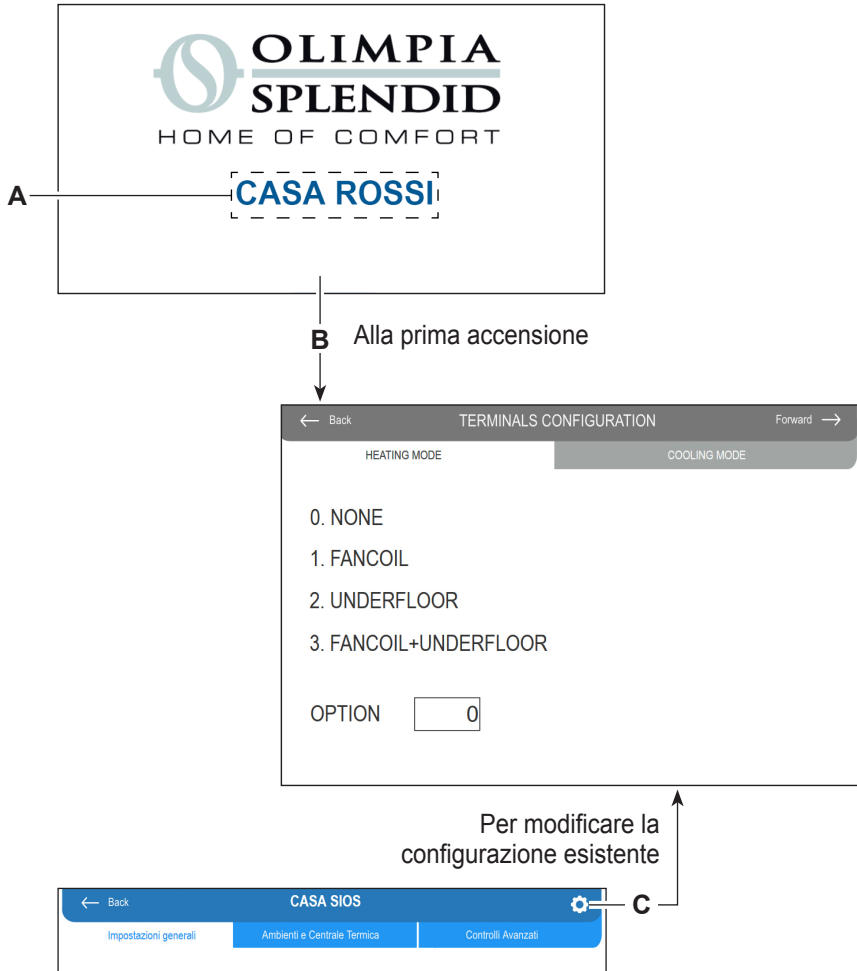 OLIMPIA
SPLENDID
HOME OF COMFORT
A
CASA ROSSI
B Alla prima accensione
Back TERMINALS CONFIGURATION Forward
HEATING MODE COOLING MODE
0. NONE
1. FANCOIL
2. UNDERFLOOR
3. FANCOIL+UNDERFLOOR
OPTION 0
Per modificare la
configurazione esistente
Back CASA SIOS C
Impostazioni generali Ambienti e Centrale Termica Controlli Avanzati